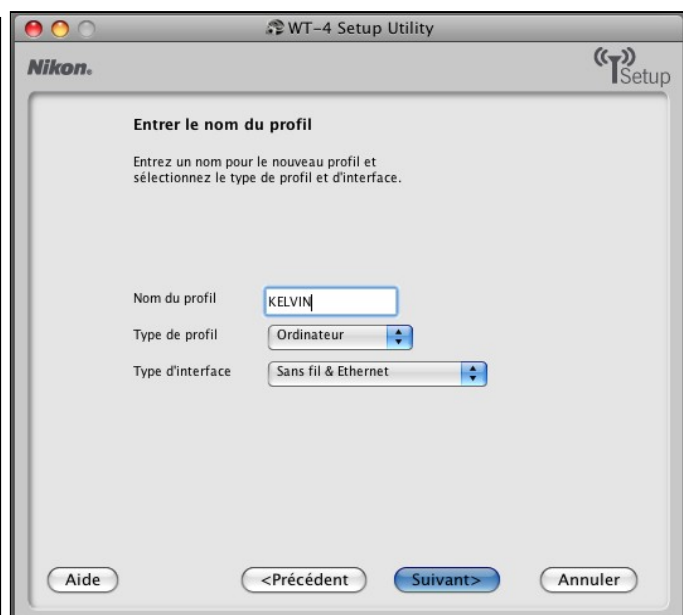 WT-4 Setup Utility
Nikon.
Setup
Entrer le nom du profil
Entrez un nom pour le nouveau profil et
sélectionnez le type de profil et d'interface.
Nom du profil KELVIN
Type de profil Ordinateur
Type d'interface Sans fil & Ethernet
Aide <Précédent Suivant> Annuler